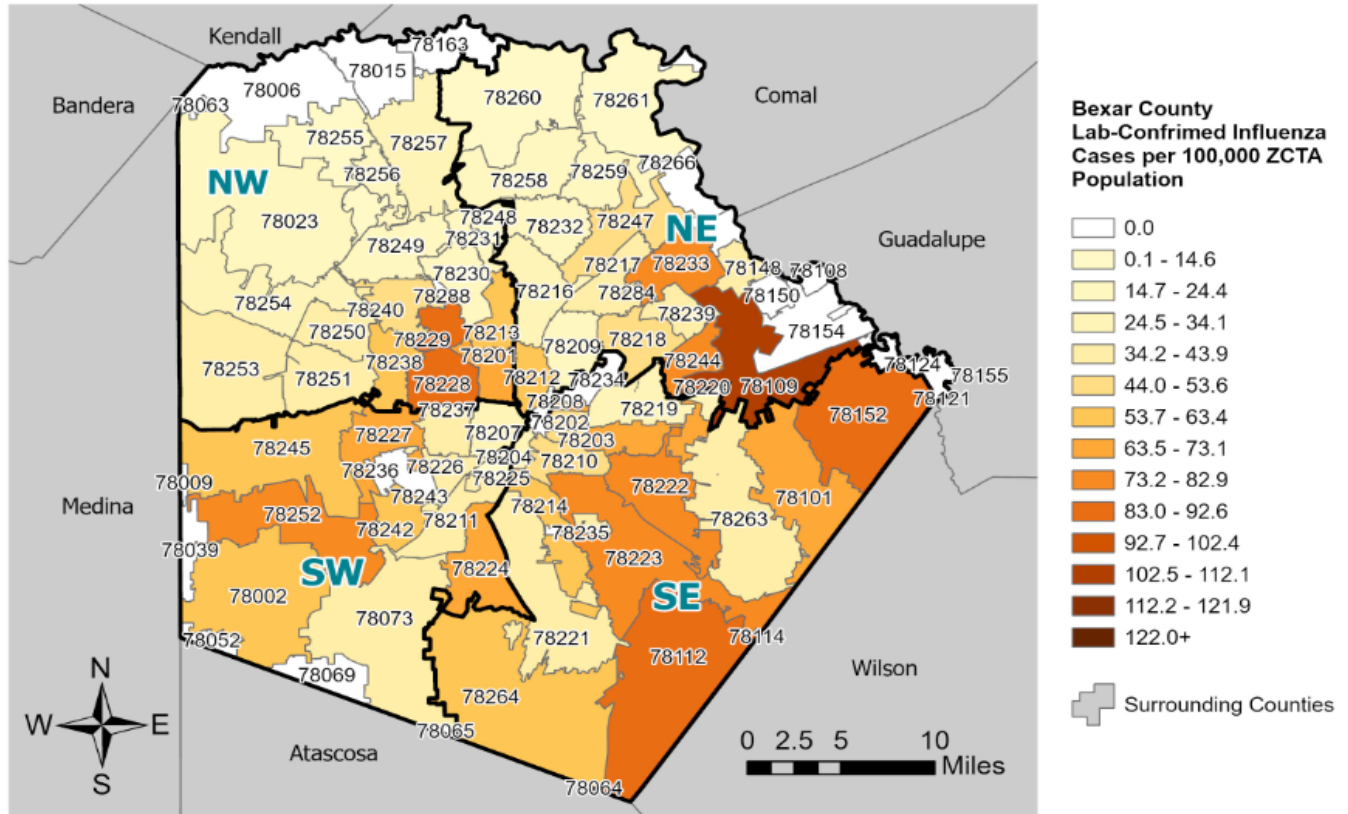 Kendall
78163
78015
78006
Bandera
78063
78260
78261
Comal
78255
78257
78266
78259
78256
NW
78258
78023
78248
78232
78247
NE
78231
78249
Guadalupe
78230
78217
78233
78148
78108
78216
78284
78150
78254
78288
78240
78239
78250
78229
78213
78218
78154
78209
78238
78201
78244
78253
78251
78212
78234
78124
78228
78220
78109
78155
78208
78121
78237
78219
78152
78202
78227
78207
78203
78245
78204
78210
78236
78226
78009
78225
78222
78243
78101
Medina
78252
78214
78263
78242
78211
78235
78039
78223
SW
78224
78002
SE
78073
78052
78221
78114
78112
78069
Wilson
78264
78065
Atascosa
78064
N
W
E
S
0 2.5 5 10
Miles
Bexar County
Lab-Confrimed Influenza
Cases per 100,000 ZCTA
Population
0.0
0.1 - 14.6
14.7 - 24.4
24.5 - 34.1
34.2 - 43.9
44.0 - 53.6
53.7 - 63.4
63.5 - 73.1
73.2 - 82.9
83.0 - 92.6
92.7 - 102.4
102.5 - 112.1
112.2 - 121.9
122.0+
Surrounding Counties